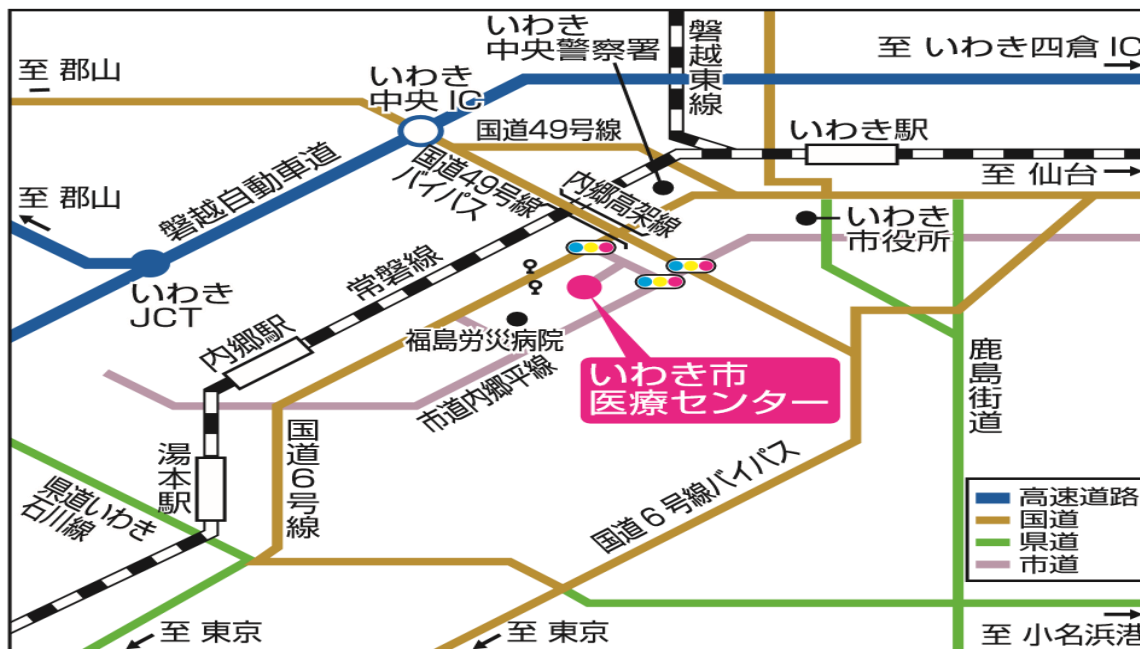 いわき
中央警察署
磐越東線
至 いわき四倉 IC
至 郡山
いわき
中央 IC
国道49号線
いわき駅
至 仙台
国道49号線
バイパス
内郷高架線
至 郡山
磐越自動車道
いわき
市役所
常磐線
いわき
JCT
内郷駅
福島労災病院
いわき市
医療センター
鹿島街道
市道内郷平線
国道6号線
湯本駅
県道いわき
石川線
国道6号線バイパス
高速道路
国道
県道
市道
至 東京
至 東京
至 小名浜港